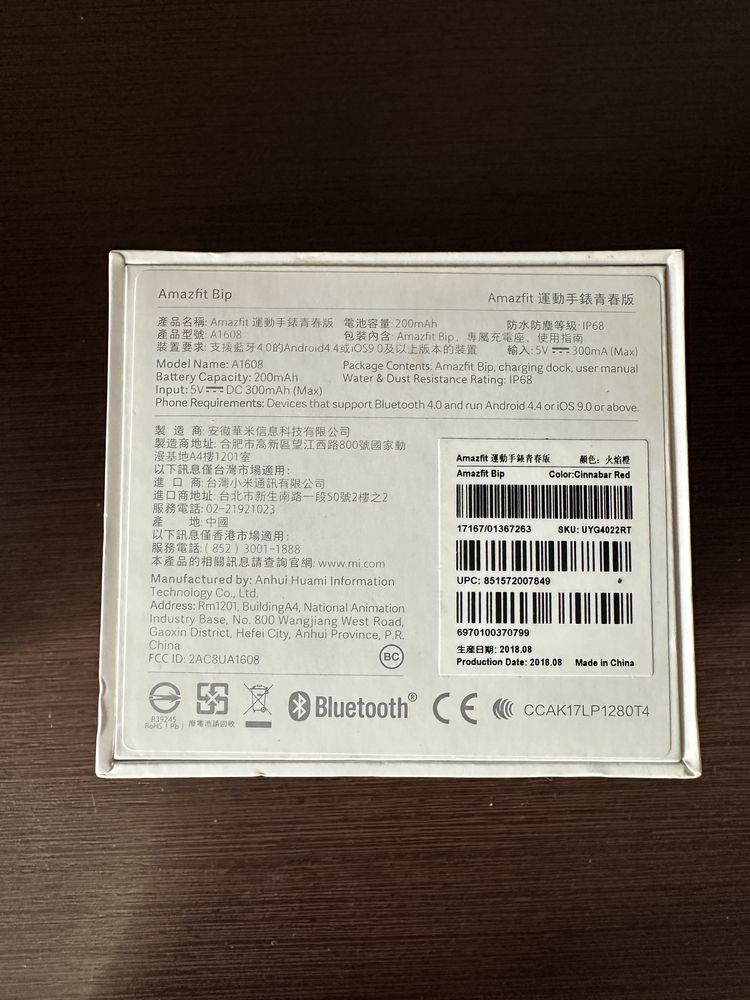 Amazfit Bip
Amazfit 運動手錶青春版
產品名稱: Amazfit 運動手錶青春版 電池容量: 200mAh 防水防塵等級: IP68
產品型號: A1608 包裝內含: Amazfit Bip、專屬充電座、使用指南
裝置要求: 支援藍牙4.0的Android4.4或iOS9.0及以上版本的裝置 輸入: 5V 300mA (Max)
Model Name: A1608 Package Contents: Amazfit Bip, charging dock, user manual
Battery Capacity: 200mAh Water & Dust Resistance Rating: IP68
Input: 5V DC 300mAh (Max)
Phone Requirements: Devices that support Bluetooth 4.0 and run Android 4.4 or iOS 9.0 or above.
製 造 商: 安徽華米信息科技有限公司
製造商地址: 合肥市高新區望江西路800號國家動
漫基地A4樓1201室
以下訊息僅台灣市場適用:
進 口 商: 台灣小米通訊有限公司
進口商地址: 台北市新生南路一段50號2樓之2
服務電話: 02-21921023
產 地: 中國
以下訊息僅香港市場適用:
服務電話: ( 852 ) 3001-1888
本產品的相關訊息請查詢官網: www.mi.com
Manufactured by: Anhui Huami Information
Technology Co., Ltd.
Address: Rm1201, BuildingA4, National Animation
Industry Base, No. 800 Wangjiang West Road,
Gaoxin District, Hefei City, Anhui Province, P.R.
China
FCC ID: 2AC8UA1608
BC
Amazfit 運動手錶青春版 顏色: 火焰橙
Amazfit Bip Color:Cinnabar Red
17167/01367263 SKU: UYG4022RT
UPC: 851572007849
6970100370799
生產日期: 2018.08
Production Date: 2018.08 Made in China
R39245
RoHS ( Pb )
廢電池請回收
Bluetooth®
CE
CCAK17LP1280T4